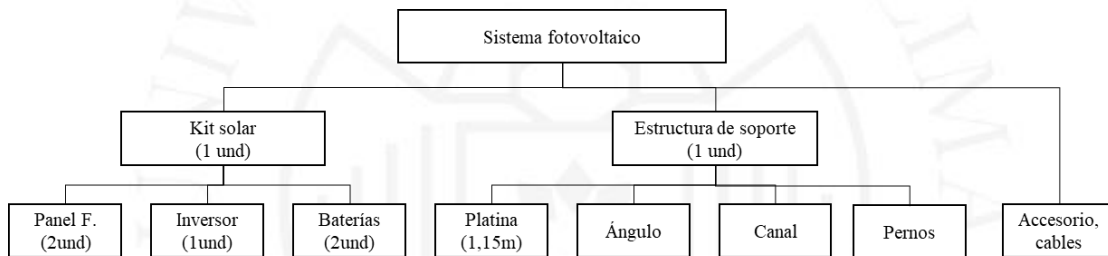 Sistema fotovoltaico
Kit solar
(1 und)
Estructura de soporte
(1 und)
Panel F.
(2und)
Inversor
(1und)
Baterías
(2und)
Platina
(1,15m)
Ángulo
Canal
Pernos
Accesorio,
cables